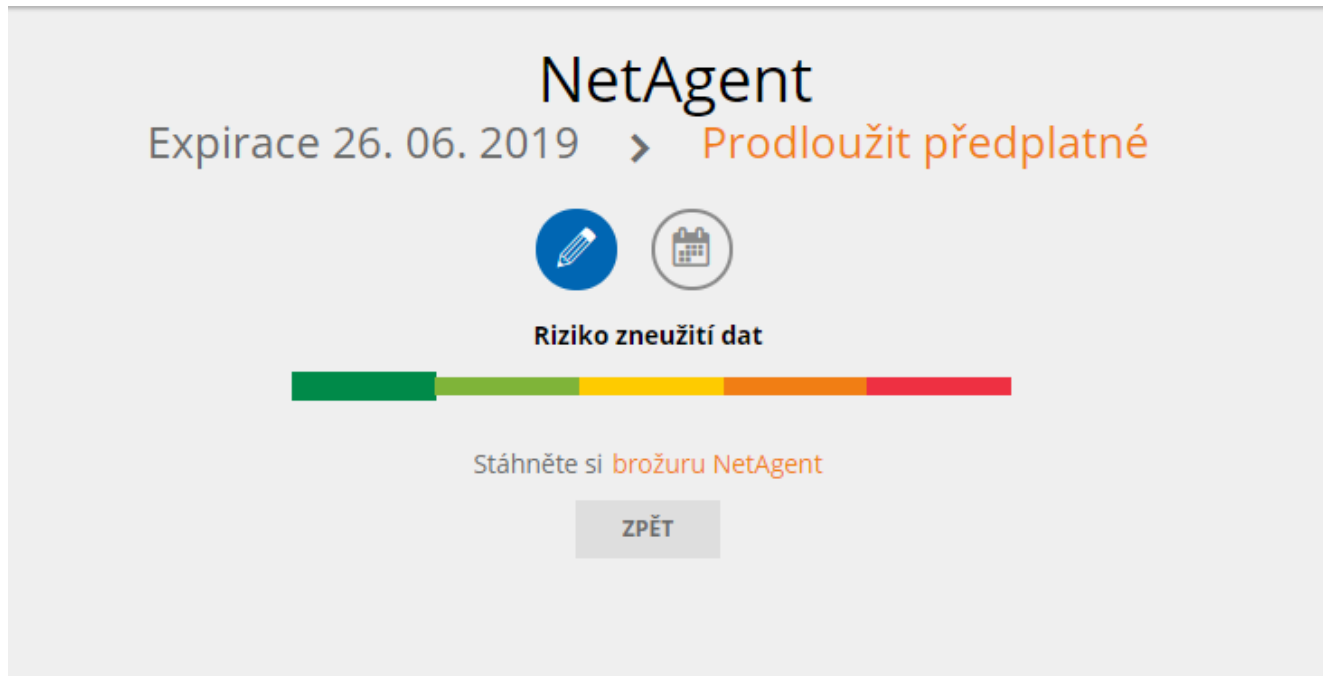 NetAgent
Expirace 26. 06. 2019 > Prodloužit předplatné
Riziko zneužití dat
Stáhněte si brožuru NetAgent
ZPĚT